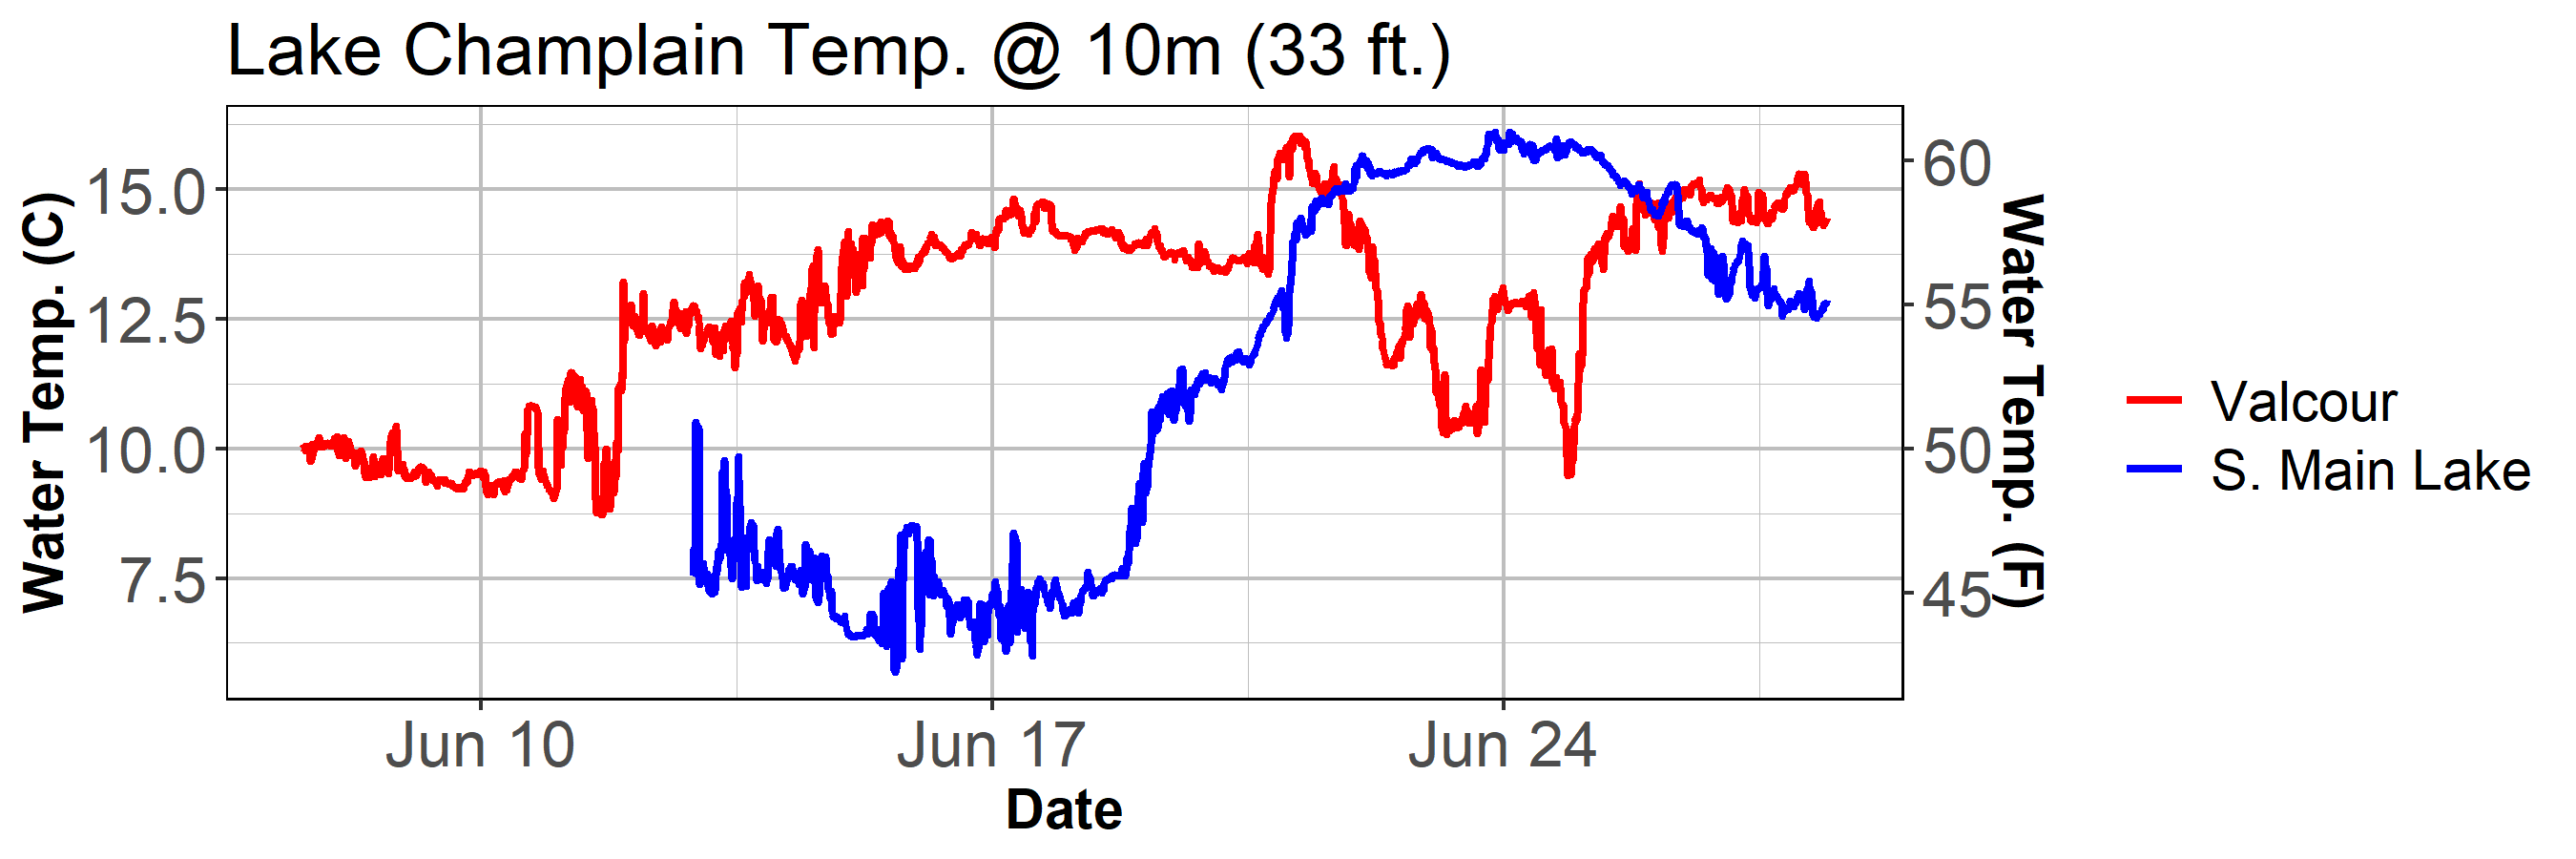 Lake Champlain Temp. @ 10m (33 ft.)
Water Temp. (C)
15.0
12.5
10.0
7.5
60
55
50
45
Water Temp. (F)
Jun 10
Jun 17
Jun 24
Date
Valcour
S. Main Lake